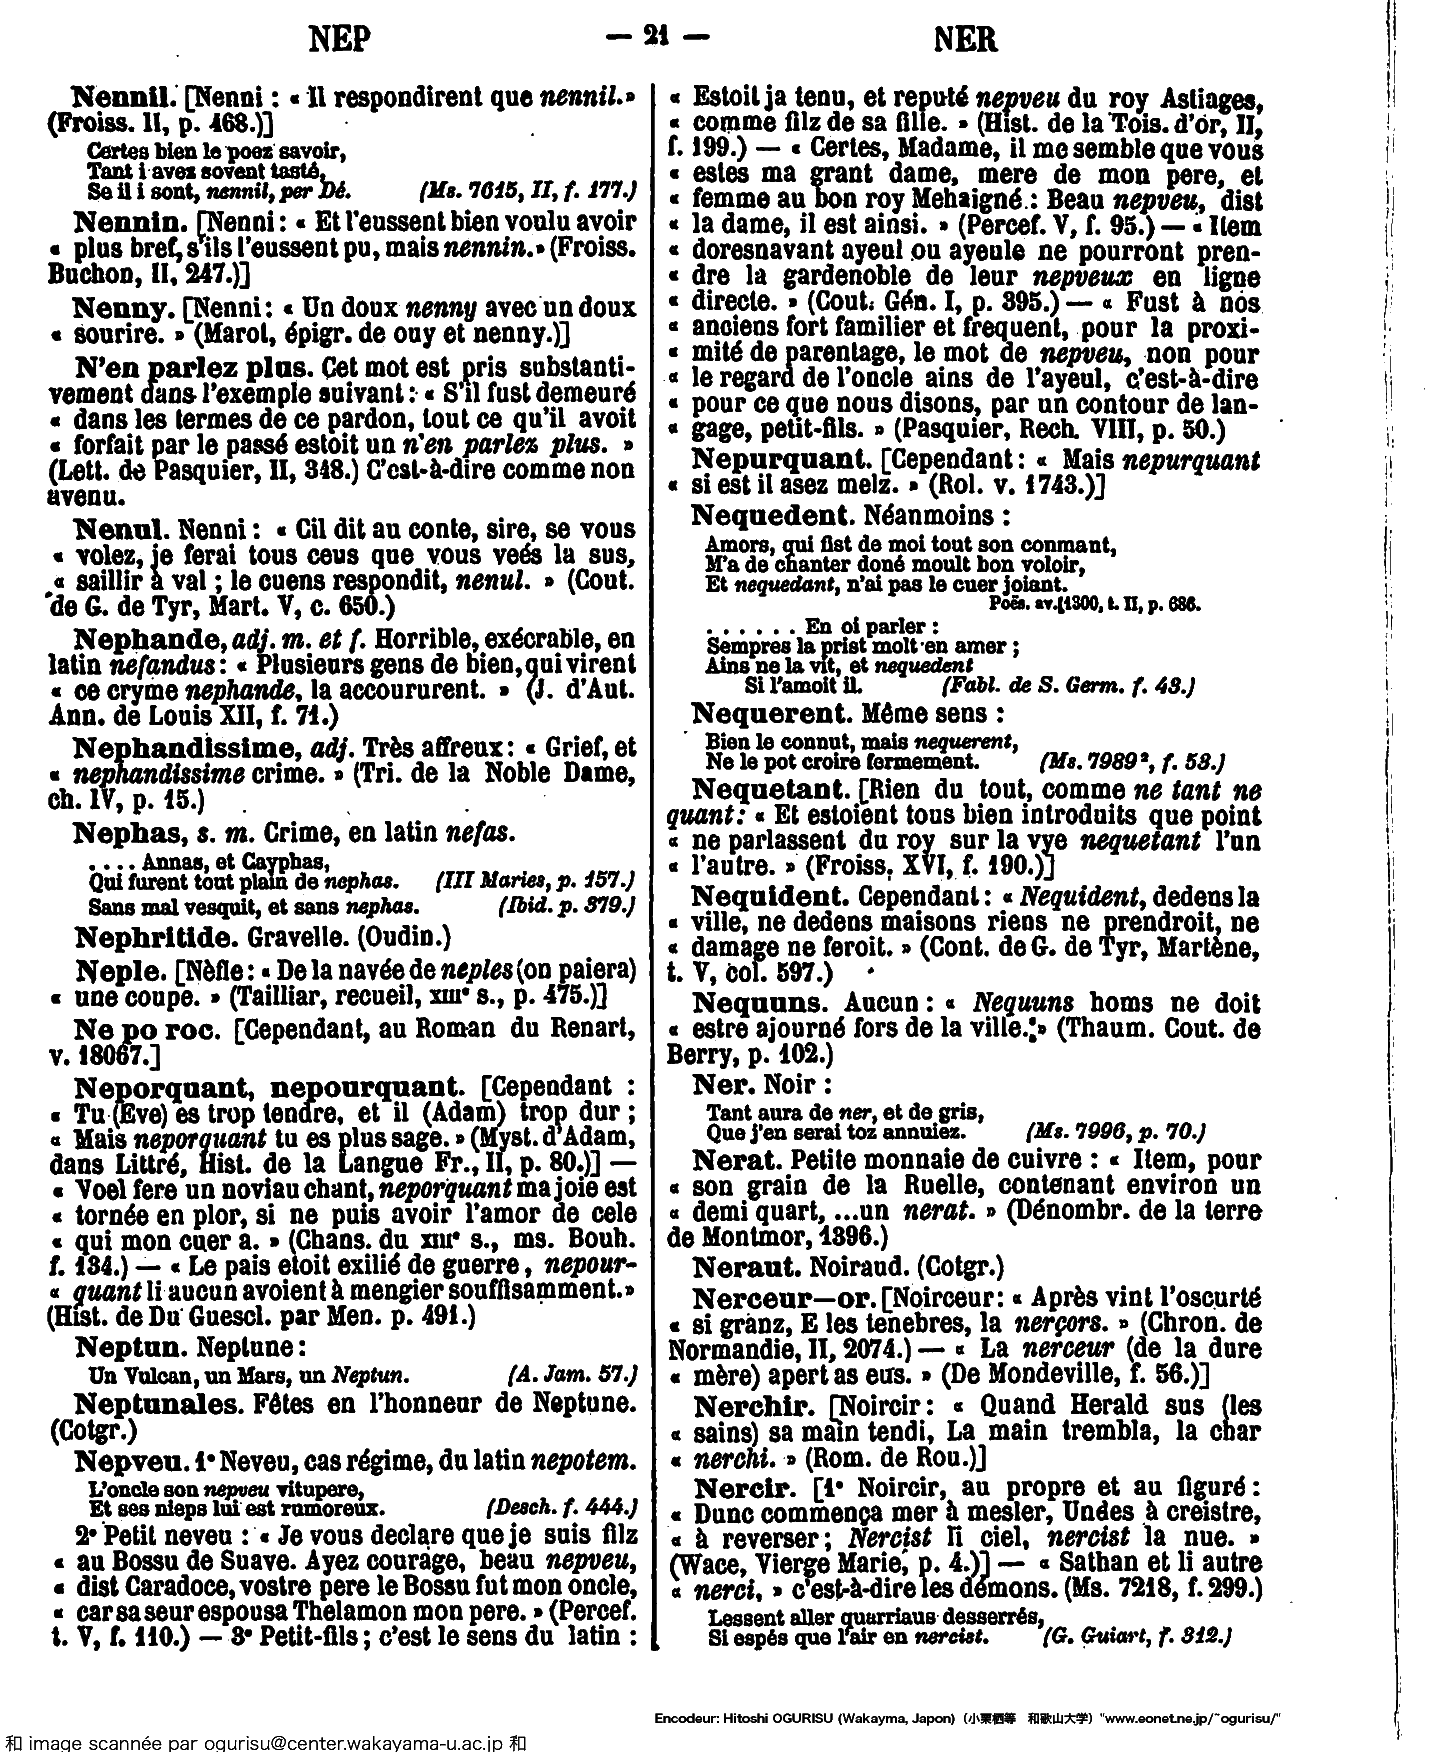 NEP — 21 — NER
Nennil. [Nenni : « Il respondirent que nennil.»
(Froiss. II, p. 468.)]
Certes bien le poez savoir,
Tant i avez sovent tasté,
Se il i sont, nennil, per Dé. (Ms. 7615, II, f. 177.)
Nennin. [Nenni : « Et l'eussent bien voulu avoir
« plus bref, s'ils l'eussent pu, mais nennin.» (Froiss.
Buchon, II, 247.)]
Nenny. [Nenni : « Un doux nenny avec un doux
« sourire. » (Marot, épigr. de ouy et nenny.)]
N'en parlez plus. Cet mot est pris substanti-
vement dans l'exemple suivant : « S'il fust demeuré
« dans les termes de ce pardon, tout ce qu'il avoit
« forfait par le passé estoit un n'en parlez plus. »
(Lett. de Pasquier, II, 348.) C'est-à-dire comme non
avenu.
Nenul. Nenni : « Cil dit au conte, sire, se vous
« volez, je ferai tous ceus que vous veés la sus,
« saillir à val ; le cuens respondit, nenul. » (Cout.
de G. de Tyr, Mart. V, c. 650.)
Nephande, adj. m. et f. Horrible, exécrable, en
latin nefandus : « Plusieurs gens de bien, qui virent
« ce cryme nephande, la accoururent. » (J. d'Aut.
Ann. de Louis XII, f. 71.)
Nephandissime, adj. Très affreux : « Grief, et
« nephandissime crime. » (Tri. de la Noble Dame,
ch. IV, p. 15.)
Nephas, s. m. Crime, en latin nefas.
. . . . Annas, et Cayphas,
Qui furent tout plain de nephas. (III Maries, p. 157.)
Sans mal vesquit, et sans nephas. (Ibid. p. 379.)
Nephritide. Gravelle. (Oudin.)
Neple. [Nèfle : « De la navée de neples (on paiera)
« une coupe. » (Tailliar, recueil, XIIIe s., p. 475.)]
Ne po roc. [Cependant, au Roman du Renart,
v. 18067.]
Neporquant, nepourquant. [Cependant :
« Tu (Eve) es trop tendre, et il (Adam) trop dur ;
« Mais neporquant tu es plus sage. » (Myst. d'Adam,
dans Littré, Hist. de la Langue Fr., II, p. 80.)] —
« Voel fere un noviau chant, neporquant ma joie est
« tornée en plor, si ne puis avoir l'amor de cele
« qui mon cuer a. » (Chans. du XIIIe s., ms. Bouh.
f. 134.) — « Le pais etoit exilié de guerre, nepour-
« quant li aucun avoient à mengier souffisamment.»
(Hist. de Du Guescl. par Men. p. 491.)
Neptun. Neptune :
Un Vulcan, un Mars, un Neptun. (A. Jam. 57.)
Neptunales. Fêtes en l'honneur de Neptune.
(Cotgr.)
Nepveu. 1° Neveu, cas régime, du latin nepotem.
L'oncle son nepveu vitupere,
Et ses nieps lui est rumoreux. (Desch. f. 444.)
2° Petit neveu : « Je vous declare que je suis filz
« au Bossu de Suave. Ayez courage, beau nepveu,
« dist Caradoce, vostre pere le Bossu fut mon oncle,
« car sa seur espousa Thelamon mon pere. » (Percef.
t. V, f. 110.) — 3° Petit-fils ; c'est le sens du latin :
« Estoit ja tenu, et reputé nepveu du roy Astiages,
« comme filz de sa fille. » (Hist. de la Tois. d'or, II,
f. 199.) — « Certes, Madame, il me semble que vous
« estes ma grant dame, mere de mon pere, et
« femme au bon roy Mehaigné : Beau nepveu, dist
« la dame, il est ainsi. » (Percef. V, f. 95.) — « Item
« doresnavant ayeul ou ayeule ne pourront pren-
« dre la gardenoble de leur nepveux en ligne
« directe. » (Cout. Gén. I, p. 395.) — « Fust à nos
« anciens fort familier et frequent, pour la proxi-
« mité de parentage, le mot de nepveu, non pour
« le regard de l'oncle ains de l'ayeul, c'est-à-dire
« pour ce que nous disons, par un contour de lan-
« gage, petit-fils. » (Pasquier, Rech. VIII, p. 50.)
Nepurquant. [Cependant : « Mais nepurquant
« si est il asez melz. » (Rol. v. 1743.)]
Nequedent. Néanmoins :
Amors, qui fist de moi tout son conmant,
M'a de chanter doné moult bon voloir,
Et nequedant, n'ai pas le cuer joiant.
Poës. av.[1300, t. II, p. 686.
. . . . . . En oi parler :
Sempres la prist molt en amer ;
Ains ne la vit, et nequedent
Si l'amoit il. (Fabl. de S. Germ. f. 43.)
Nequerent. Même sens :
Bien le connut, mais nequerent,
Ne le pot croire fermement. (Ms. 7989², f. 53.)
Nequetant. [Rien du tout, comme ne tant ne
quant : « Et estoient tous bien introduits que point
« ne parlassent du roy sur la vye nequetant l'un
« l'autre. » (Froiss. XVI, f. 190.)]
Nequident. Cependant : « Nequident, dedens la
« ville, ne dedens maisons riens ne prendroit, ne
« damage ne feroit. » (Cont. de G. de Tyr, Martène,
t. V, col. 597.)
Nequuns. Aucun : « Nequuns homs ne doit
« estre ajourné fors de la ville. » (Thaum. Cout. de
Berry, p. 102.)
Ner. Noir :
Tant aura de ner, et de gris,
Que j'en serai toz annuiez. (Ms. 7996, p. 70.)
Nerat. Petite monnaie de cuivre : « Item, pour
« son grain de la Ruelle, contenant environ un
« demi quart, ...un nerat. » (Dénombr. de la terre
de Montmor, 1396.)
Neraut. Noiraud. (Cotgr.)
Nerceur—or. [Noirceur : « Après vint l'oscurté
« si granz, E les tenebres, la nerçors. » (Chron. de
Normandie, II, 2074.) — « La nerceur (de la dure
« mère) apert as eus. » (De Mondeville, f. 56.)]
Nerchir. [Noircir : « Quand Herald sus (les
« sains) sa main tendi, La main trembla, la char
« nerchi. » (Rom. de Rou.)]
Nercir. [1° Noircir, au propre et au figuré :
« Dunc commença mer à mesler, Undes à creistre,
« à reverser ; Nercist li ciel, nercist la nue. »
(Wace, Vierge Marie, p. 4.)] — « Sathan et li autre
« nerci, » c'est-à-dire les démons. (Ms. 7218, f. 299.)
Lessent aller quarriaus desserrés,
Si espés que l'air en nercist. (G. Guiart, f. 312.)
Encodeur: Hitoshi OGURISU (Wakayma, Japon) (小栗栖等 和歌山大学) "www.eonet.ne.jp/~ogurisu/"
和 image scannée par ogurisu@center.wakayama-u.ac.jp 和